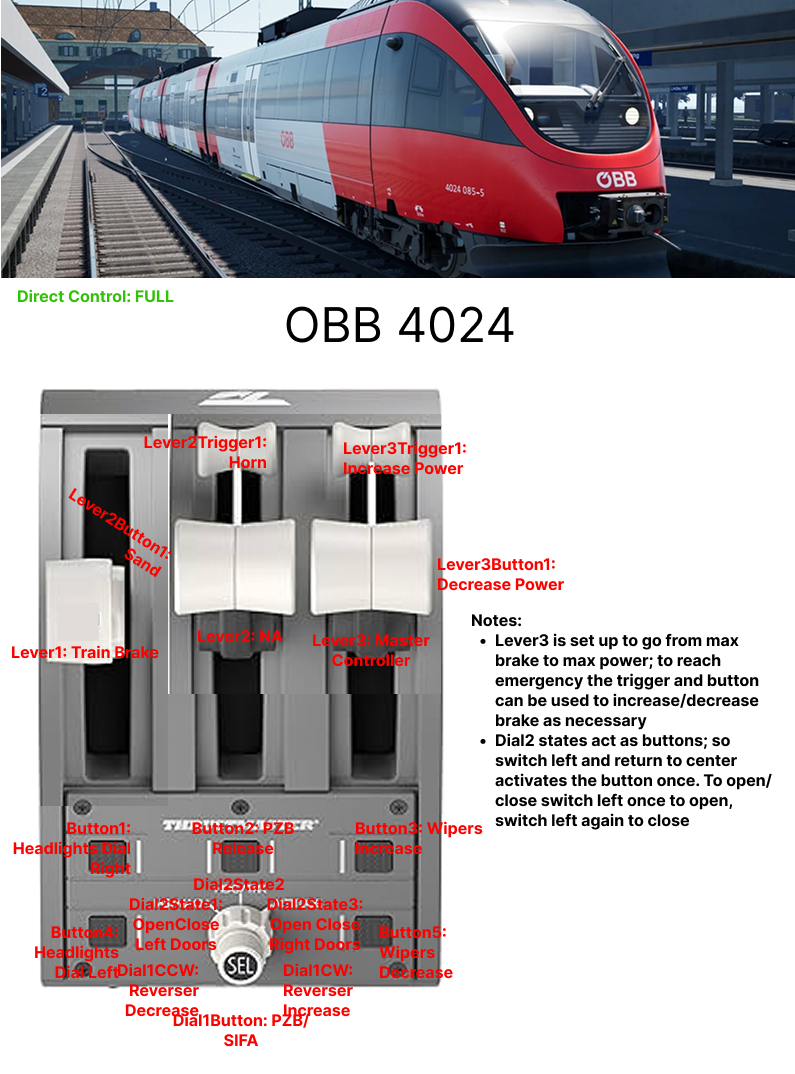 2
ÖBB
4024 085-5
ÖBB
Direct Control: FULL
OBB 4024
Lever2Trigger1:
Horn
Lever3Trigger1:
Increase Power
Lever2Button1:
Sand
Lever3Button1:
Decrease Power
Lever1: Train Brake
Lever2: NA
Lever3: Master
Controller
Notes:
• Lever3 is set up to go from max
brake to max power; to reach
emergency the trigger and button
can be used to increase/decrease
brake as necessary
• Dial2 states act as buttons; so
switch left and return to center
activates the button once. To open/
close switch left once to open,
switch left again to close
Button1:
Headlights Dial
Right
Button2: PZB
Release
Button3: Wipers
Increase
Dial2State2
Dial2State1:
OpenClose
Left Doors
Dial2State3:
Open Close
Right Doors
Button4:
Headlights
Dial Left
Button5:
Wipers
Decrease
SEL
Dial1CCW:
Reverser
Decrease
Dial1CW:
Reverser
Increase
Dial1Button: PZB/
SIFA